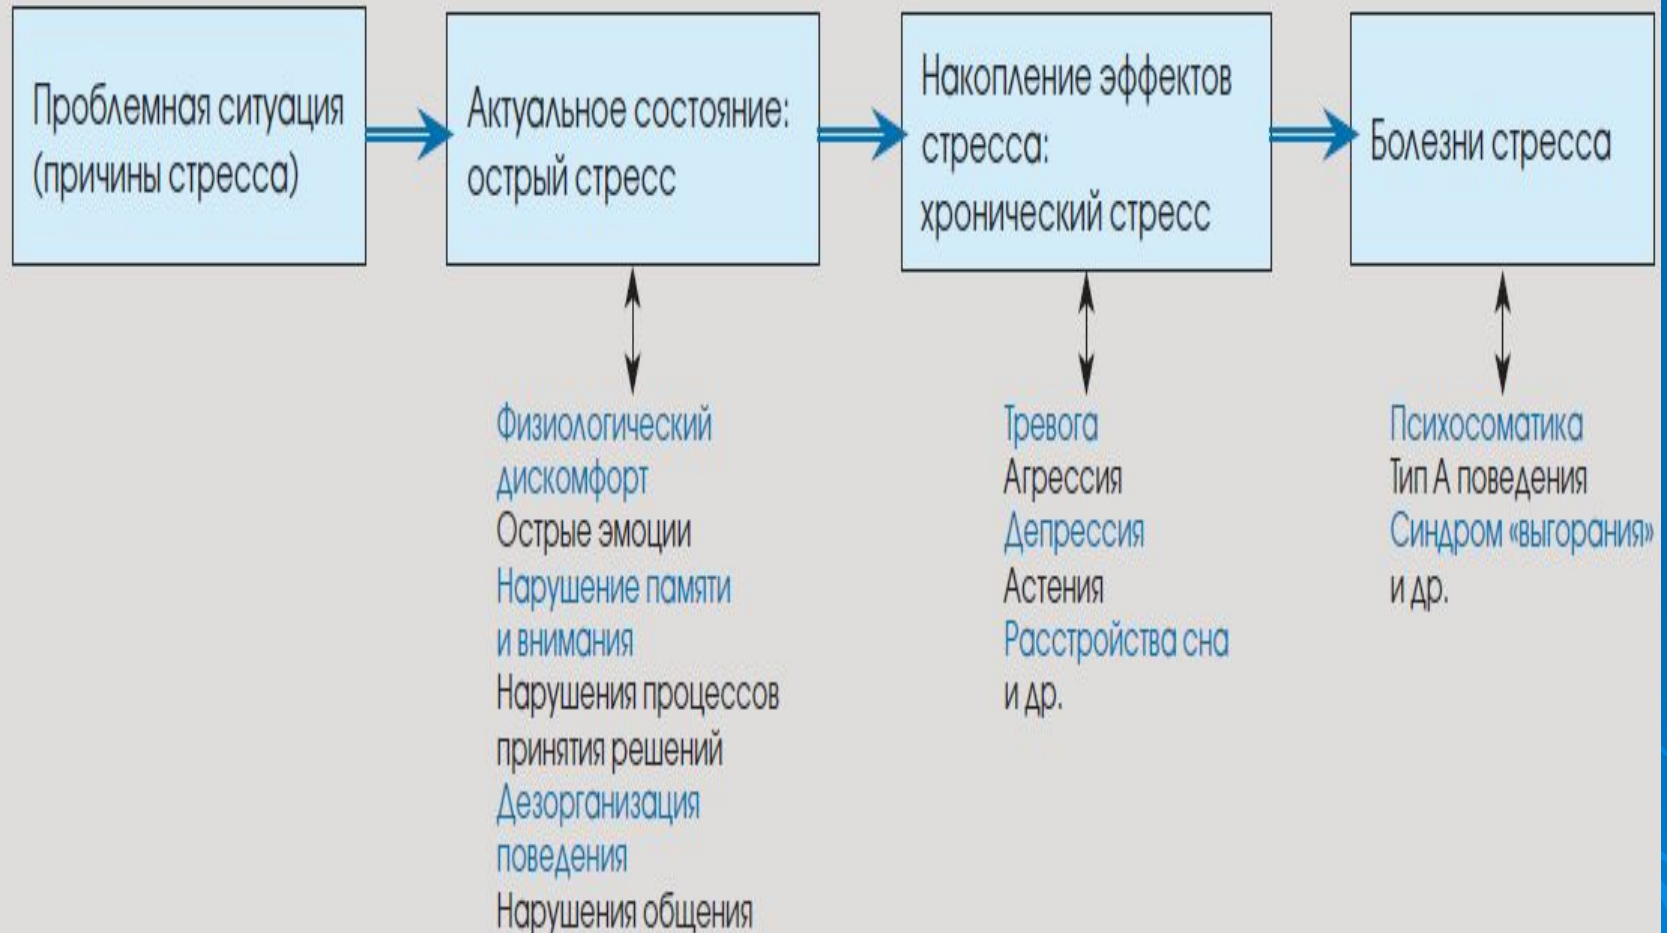 Проблемная ситуация
(причины стресса)
Актуальное состояние:
острый стресс
Накопление эффектов
стресса:
хронический стресс
Болезни стресса
Физиологический
дискомфорт
Острые эмоции
Нарушение памяти
и внимания
Нарушения процессов
принятия решений
Дезорганизация
поведения
Нарушения общения
Тревога
Агрессия
Депрессия
Астения
Расстройства сна
и др.
Психосоматика
Тип А поведения
Синдром «выгорания»
и др.